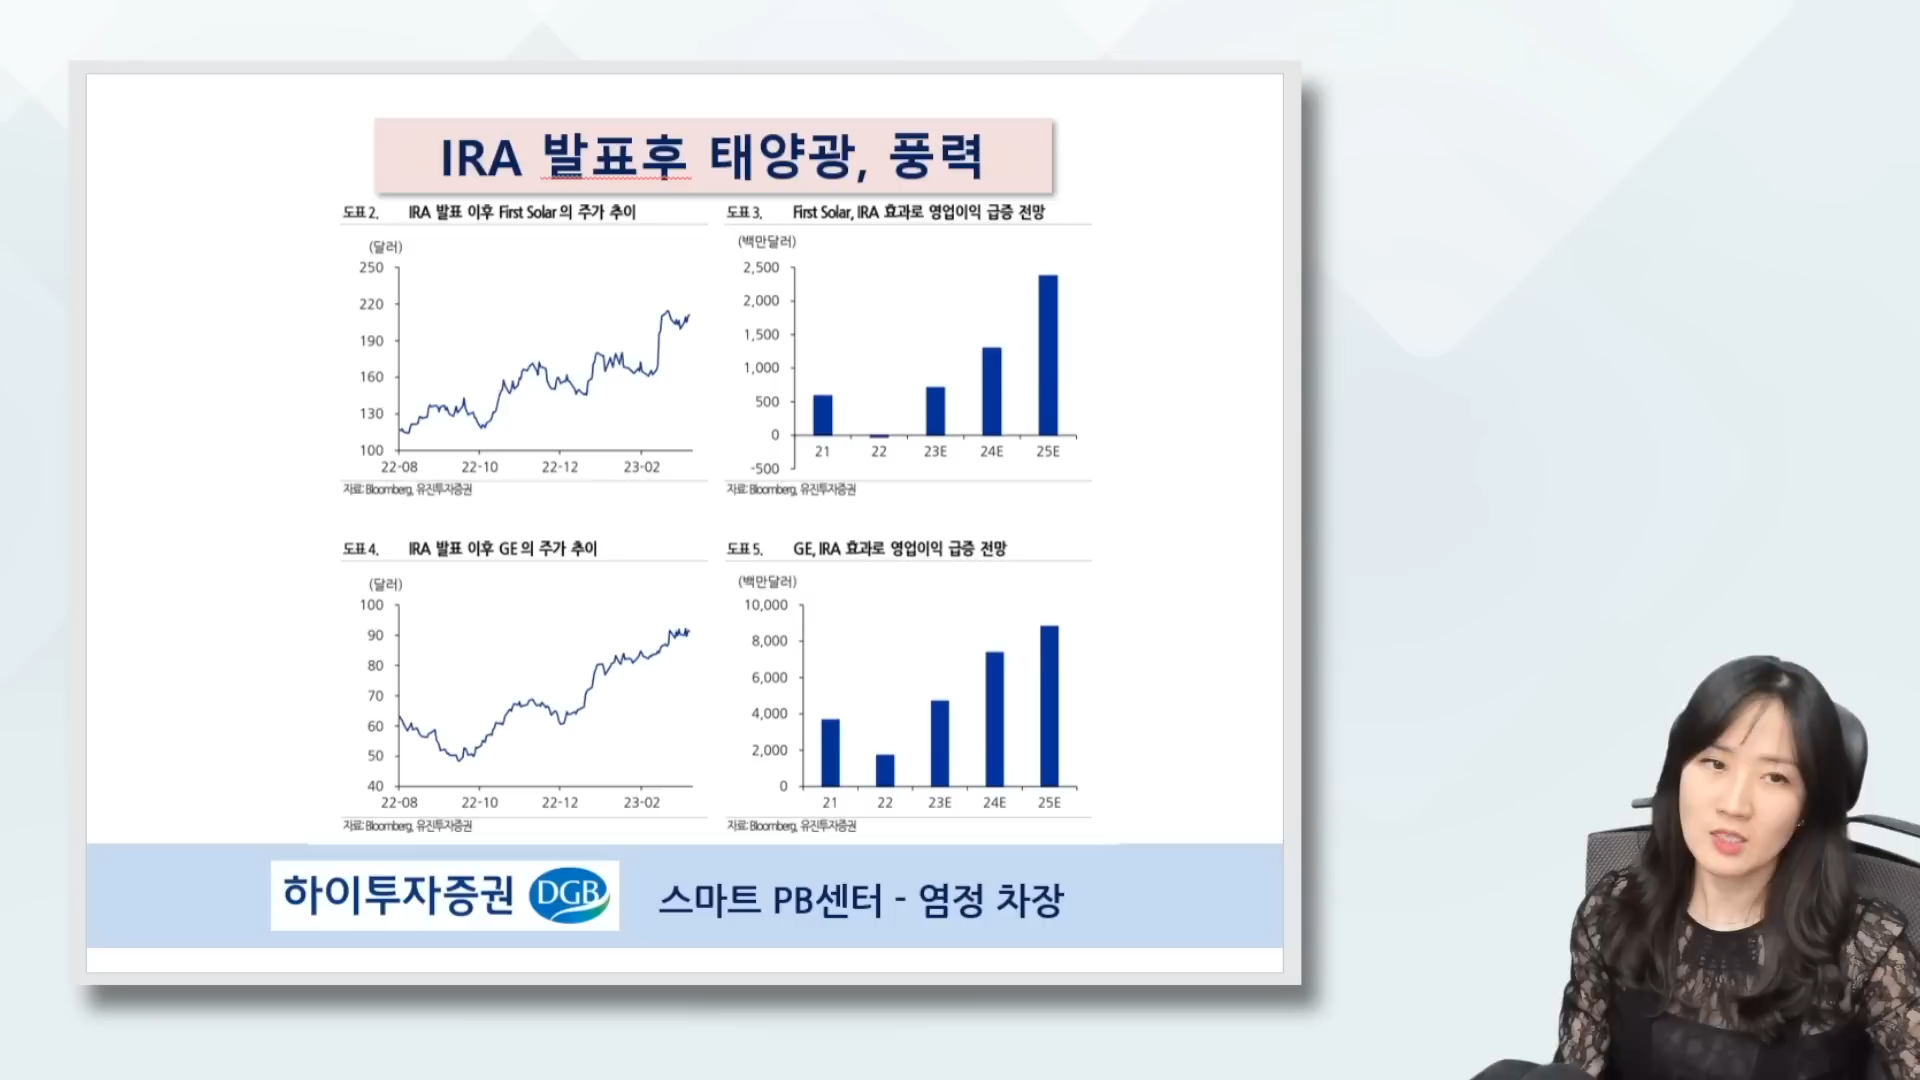 IRA 발표후 태양광, 풍력
도표 2. IRA 발표 이후 First Solar의 주가 추이
(달러)
250
220
190
160
130
100
22-08 22-10 22-12 23-02
자료: Bloomberg, 유진투자증권
도표 3. First Solar, IRA 효과로 영업이익 급증 전망
(백만달러)
2,500
2,000
1,500
1,000
500
0
-500
21 22 23E 24E 25E
자료: Bloomberg, 유진투자증권
도표 4. IRA 발표 이후 GE의 주가 추이
(달러)
100
90
80
70
60
50
40
22-08 22-10 22-12 23-02
자료: Bloomberg, 유진투자증권
도표 5. GE, IRA 효과로 영업이익 급증 전망
(백만달러)
10,000
8,000
6,000
4,000
2,000
0
21 22 23E 24E 25E
자료: Bloomberg, 유진투자증권
하이투자증권 DGB 스마트 PB센터 - 염정 차장